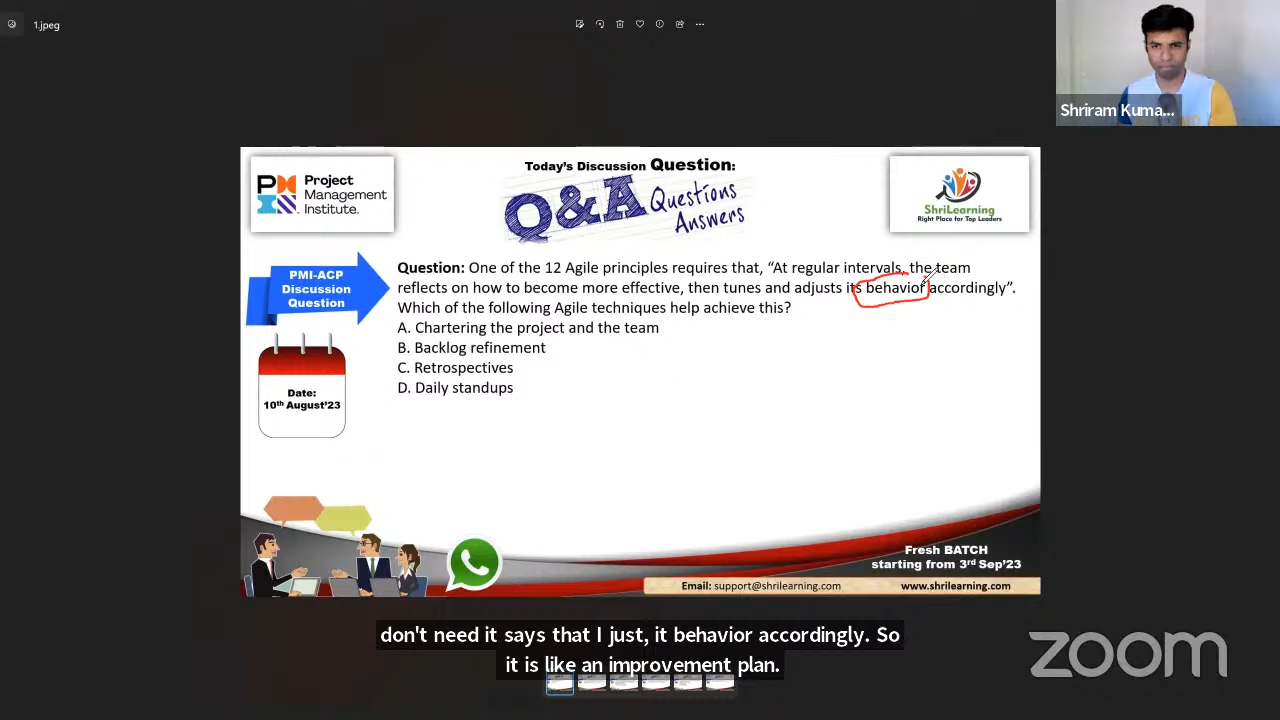 1.jpeg
Shriram Kuma...
Project
Management
Institute.
Today's Discussion Question:
Q&A Questions
Answers
ShriLearning
Right Place for Top Leaders
PMI-ACP
Discussion
Question
Question: One of the 12 Agile principles requires that, “At regular intervals, the team
reflects on how to become more effective, then tunes and adjusts its behavior accordingly”.
Which of the following Agile techniques help achieve this?
A. Chartering the project and the team
B. Backlog refinement
C. Retrospectives
D. Daily standups
Date:
10th August'23
Fresh BATCH
starting from 3rd Sep'23
Email: support@shrilearning.com www.shrilearning.com
don't need it says that I just, it behavior accordingly. So
it is like an improvement plan.
zoom